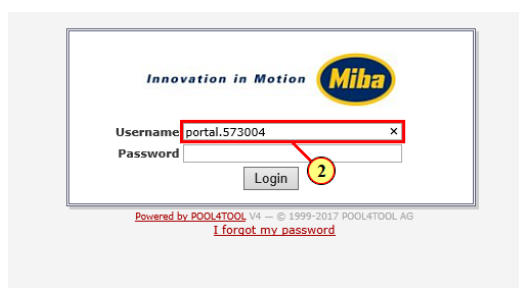 Innovation in Motion Miba
Username portal.573004 ×
Password
2
Login
Powered by POOL4TOOL V4 — © 1999-2017 POOL4TOOL AG
I forgot my password